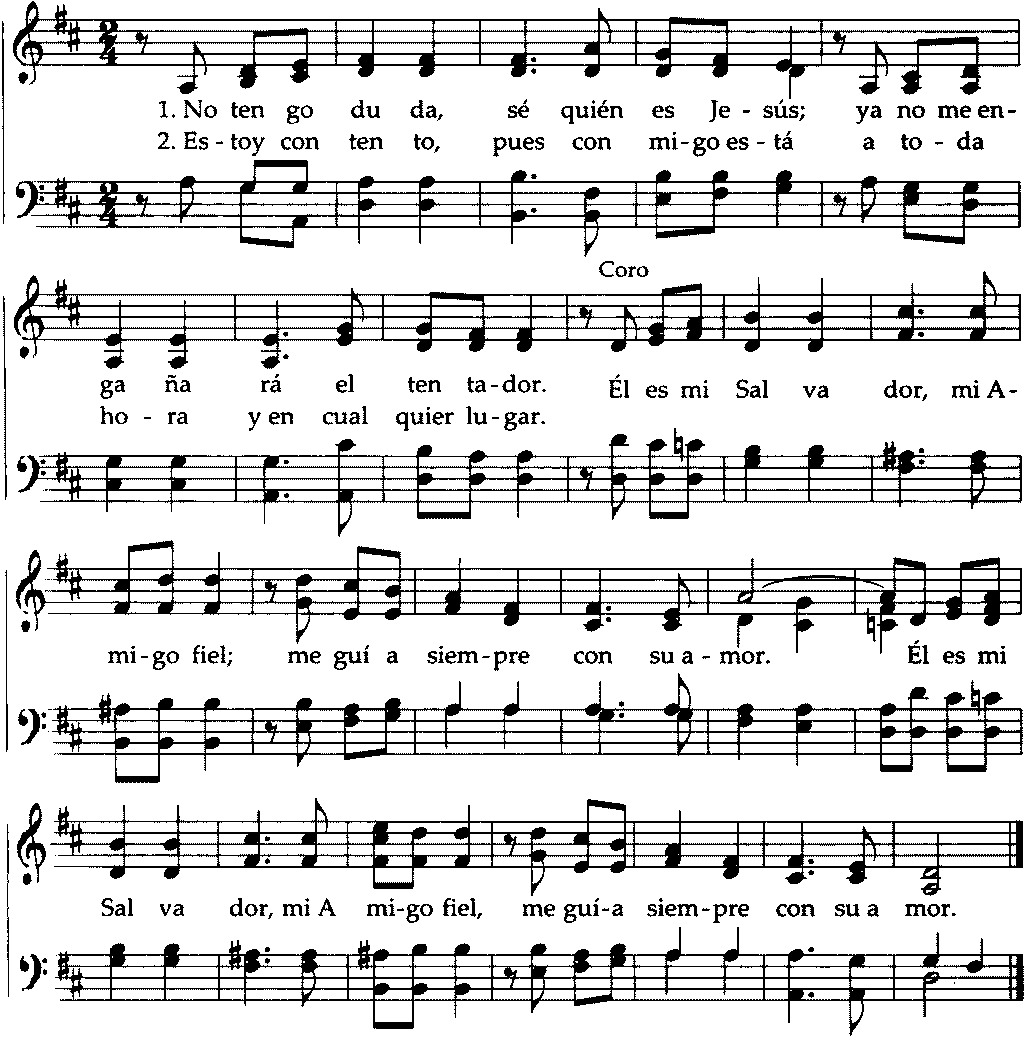 1. No ten go du da, sé quién es Je - sús; ya no me en-
2. Es - toy con ten to, pues con mi - go es - tá a to - da
Coro
ga ña rá el ten ta - dor. Él es mi Sal va dor, mi A-
ho - ra y en cual quier lu - gar.
mi - go fiel; me guí a siem - pre con su a - mor. Él es mi
Sal va dor, mi A mi - go fiel, me guí - a siem - pre con su a mor.